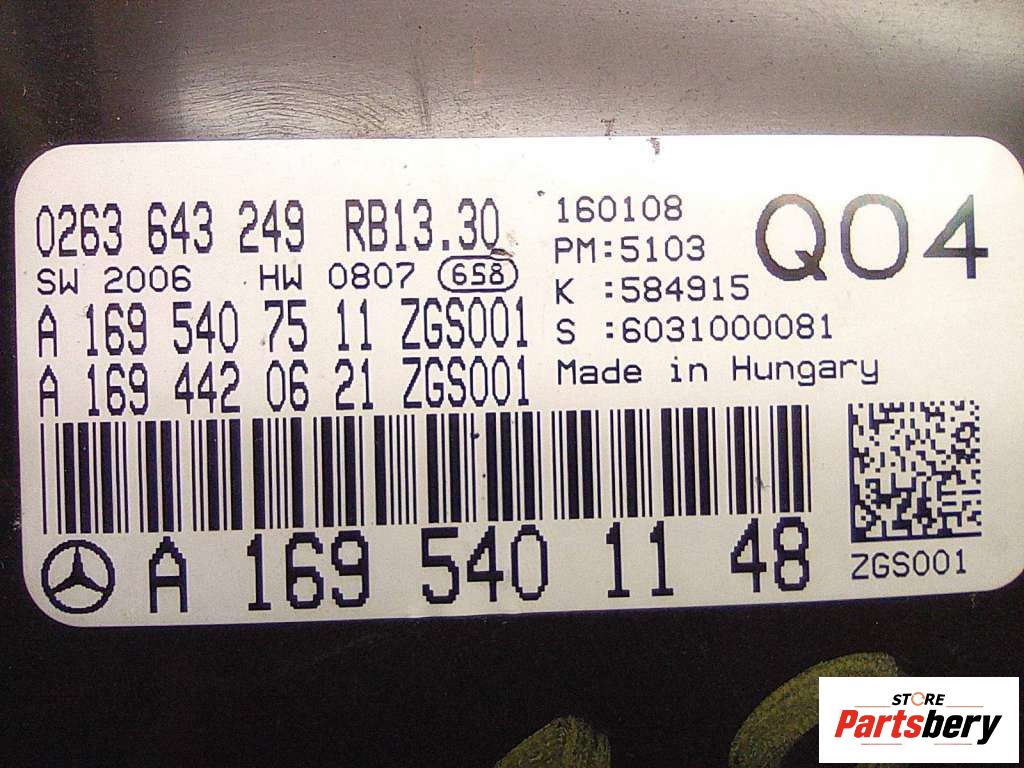 0263 643 249 RB13.30
SW 2006 HW 0807 658
A 169 540 75 11 ZGS001
A 169 442 06 21 ZGS001
160108
PM:5103
K :584915
S :6031000081
Made in Hungary
Q04
A 169 540 11 48
ZGS001
STORE
Partsbery